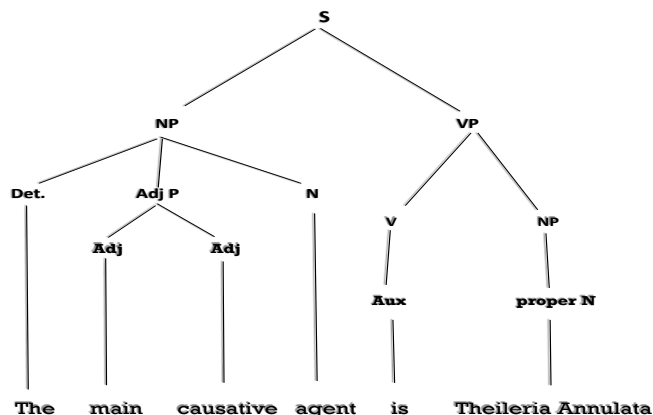 S
NP VP
Det. Adj P N
V NP
Adj Adj
Aux proper N
The main causative agent is Theileria Annulata